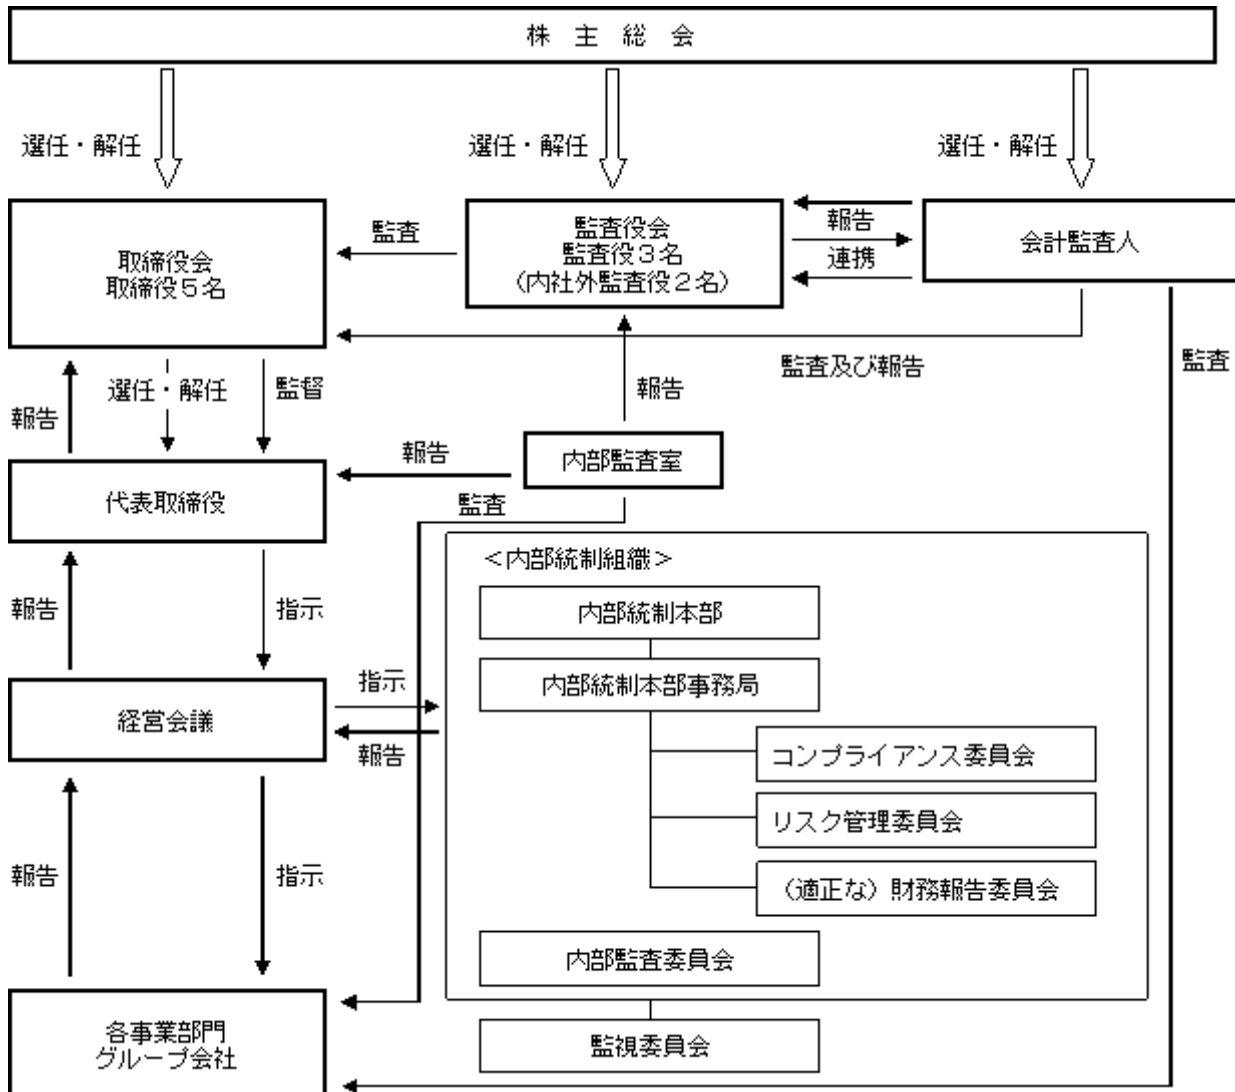 株主総会
選任・解任
選任・解任
選任・解任
取締役会
取締役５名
監査
監査役会
監査役３名
(内社外監査役２名)
報告
連携
会計監査人
監査及び報告
監査
報告
選任・解任
監督
報告
報告
内部監査室
代表取締役
監査
報告
指示
＜内部統制組織＞
内部統制本部
内部統制本部事務局
経営会議
指示
報告
コンプライアンス委員会
リスク管理委員会
(適正な) 財務報告委員会
報告
指示
内部監査委員会
各事業部門
グループ会社
監視委員会